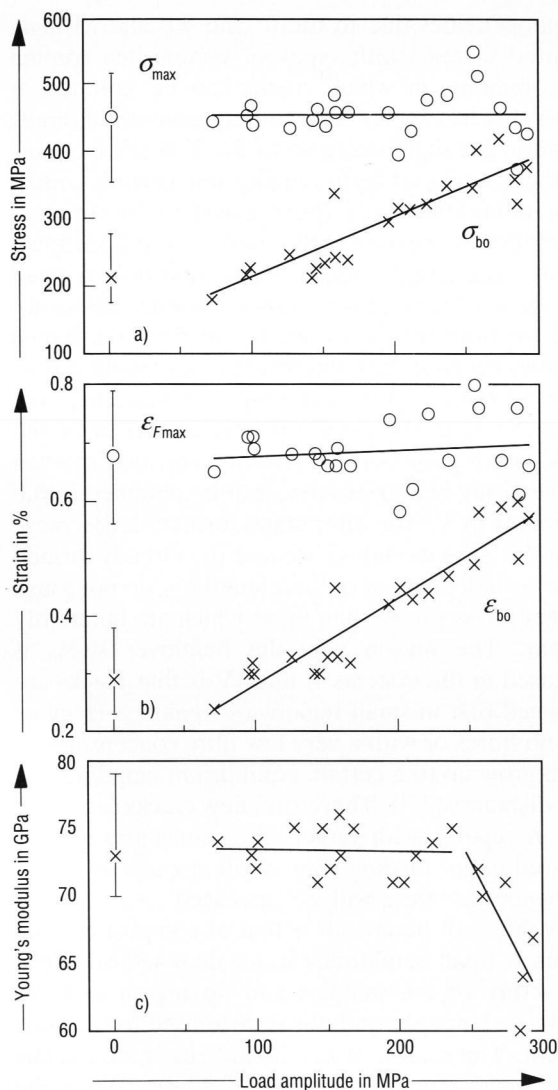 600
500
400
300
200
100
Stress in MPa
σmax
σbo
a)
0.8
0.6
0.4
0.2
Strain in %
εFmax
εbo
b)
80
75
70
65
60
Young's modulus in GPa
c)
0 100 200 300
Load amplitude in MPa